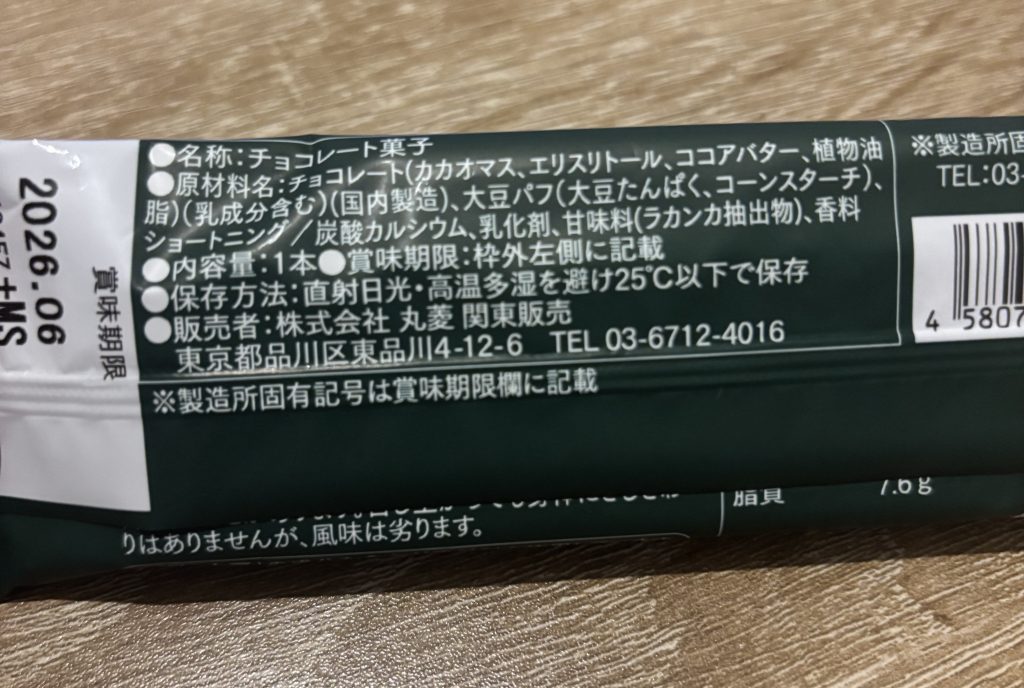 ●名称:チョコレート菓子
●原材料名:チョコレート(カカオマス、エリスリトール、ココアバター、植物油
脂)(乳成分含む)(国内製造)、大豆パフ(大豆たんぱく、コーンスターチ)、
ショートニング/炭酸カルシウム、乳化剤、甘味料(ラカンカ抽出物)、香料
●内容量:1本●賞味期限:枠外左側に記載
●保存方法:直射日光・高温多湿を避け25℃以下で保存
●販売者:株式会社 丸菱 関東販売
東京都品川区東品川4-12-6 TEL 03-6712-4016
※製造所固有記号は賞味期限欄に記載
2026.06
+MS
賞味期限
※製造所固
TEL:03-
4 5807
りはありませんが、風味は劣ります。
脂質 7.6g